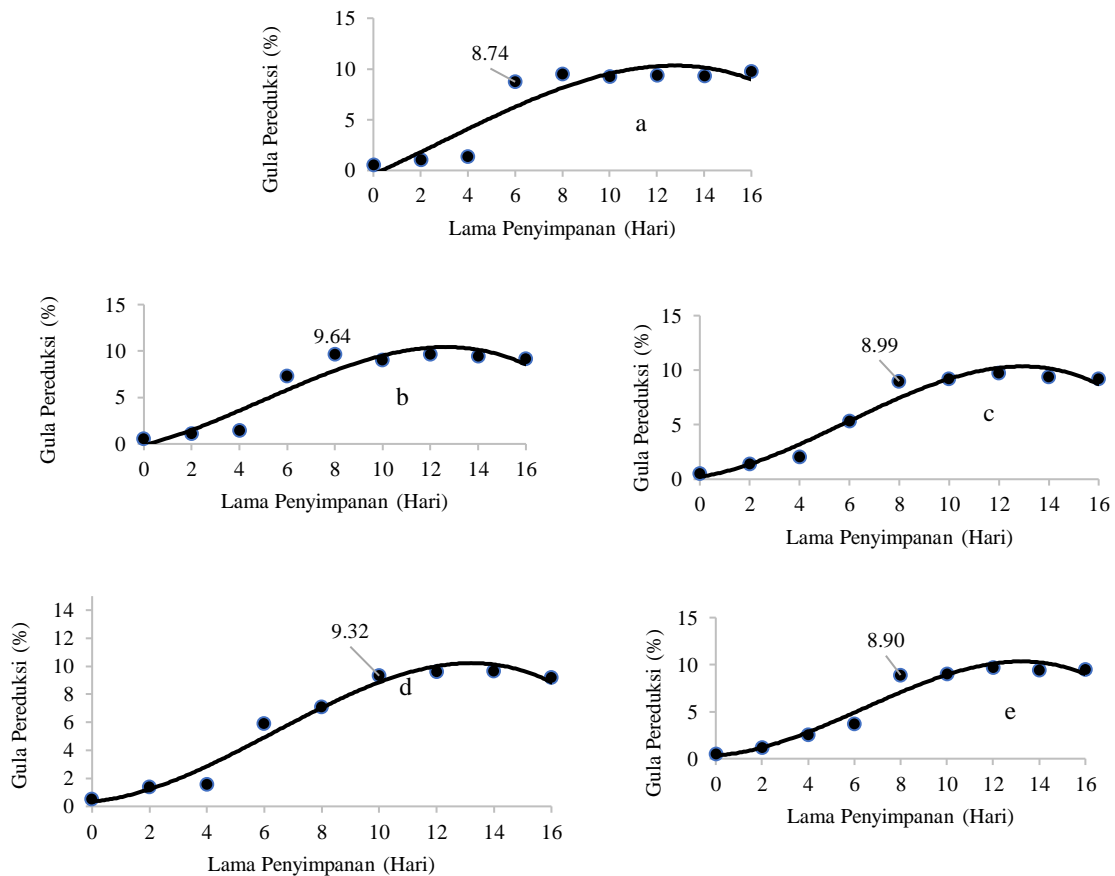 15
10
5
0
Gula Pereduksi (%)
8.74
a
0 2 4 6 8 10 12 14 16
Lama Penyimpanan (Hari)
15
10
5
0
Gula Pereduksi (%)
9.64
b
0 2 4 6 8 10 12 14 16
Lama Penyimpanan (Hari)
15
10
5
0
Gula Pereduksi (%)
8.99
c
0 2 4 6 8 10 12 14 16
Lama Penyimpanan (Hari)
14
12
10
8
6
4
2
0
Gula Pereduksi (%)
9.32
d
0 2 4 6 8 10 12 14 16
Lama Penyimpanan (Hari)
15
10
5
0
Gula Pereduksi (%)
8.90
e
0 2 4 6 8 10 12 14 16
Lama Penyimpanan (Hari)